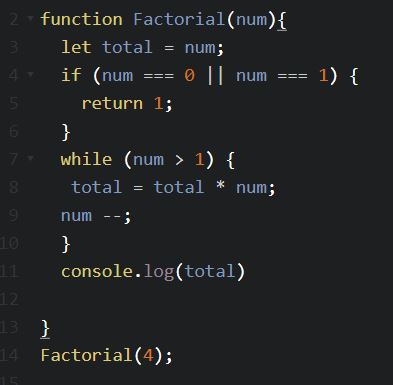 2 function Factorial(num){
3 let total = num;
4 if (num === 0 || num === 1) {
5 return 1;
6 }
7 while (num > 1) {
8 total = total * num;
9 num --;
10 }
11 console.log(total)
12
13 }
14 Factorial(4);
15